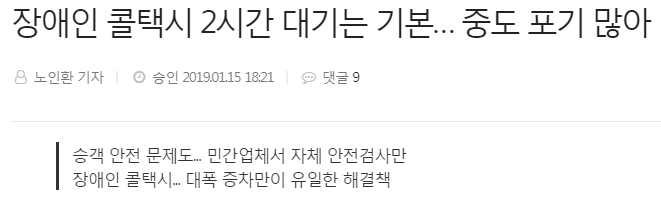 장애인 콜택시 2시간 대기는 기본... 중도 포기 많아
노인환 기자 | 승인 2019.01.15 18:21 | 댓글 9
승객 안전 문제도... 민간업체서 자체 안전검사만
장애인 콜택시... 대폭 증차만이 유일한 해결책